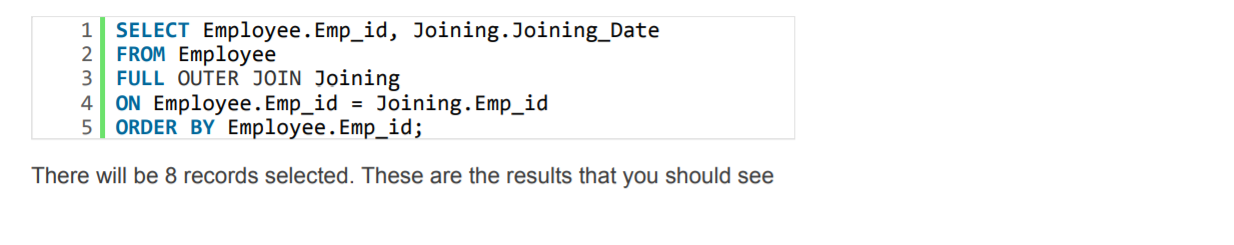 1 SELECT Employee.Emp_id, Joining.Joining_Date
2 FROM Employee
3 FULL OUTER JOIN Joining
4 ON Employee.Emp_id = Joining.Emp_id
5 ORDER BY Employee.Emp_id;
There will be 8 records selected. These are the results that you should see